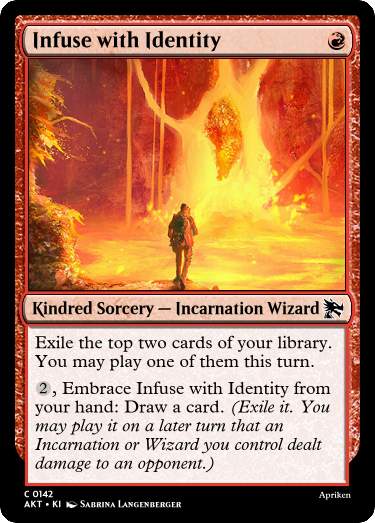 Infuse with Identity
Kindred Sorcery — Incarnation Wizard
Exile the top two cards of your library.
You may play one of them this turn.
2, Embrace Infuse with Identity from
your hand: Draw a card. (Exile it. You
may play it on a later turn that an
Incarnation or Wizard you control dealt
damage to an opponent.)
C 0142
Apriken
AKT • KI Sabrina Langenberger